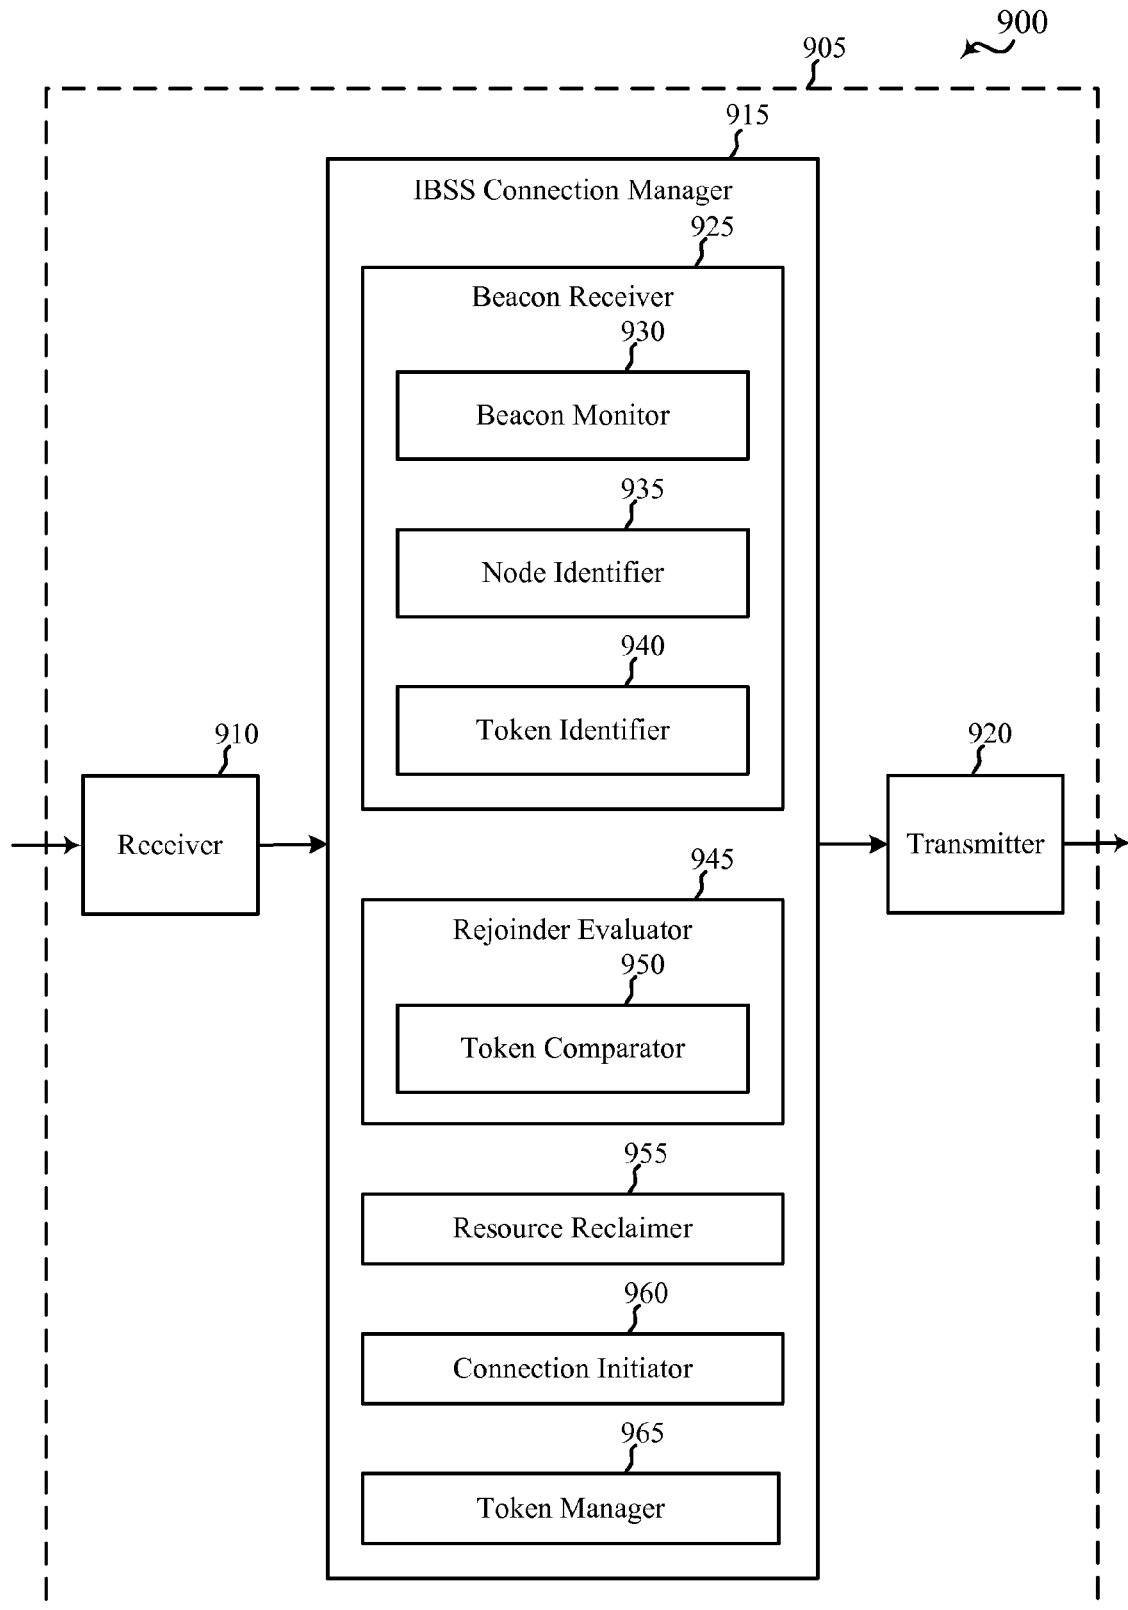 900
905
915
IBSS Connection Manager
925
Beacon Receiver
930
Beacon Monitor
935
Node Identifier
940
Token Identifier
910
Receiver
920
Transmitter
945
Rejoinder Evaluator
950
Token Comparator
955
Resource Reclaimer
960
Connection Initiator
965
Token Manager